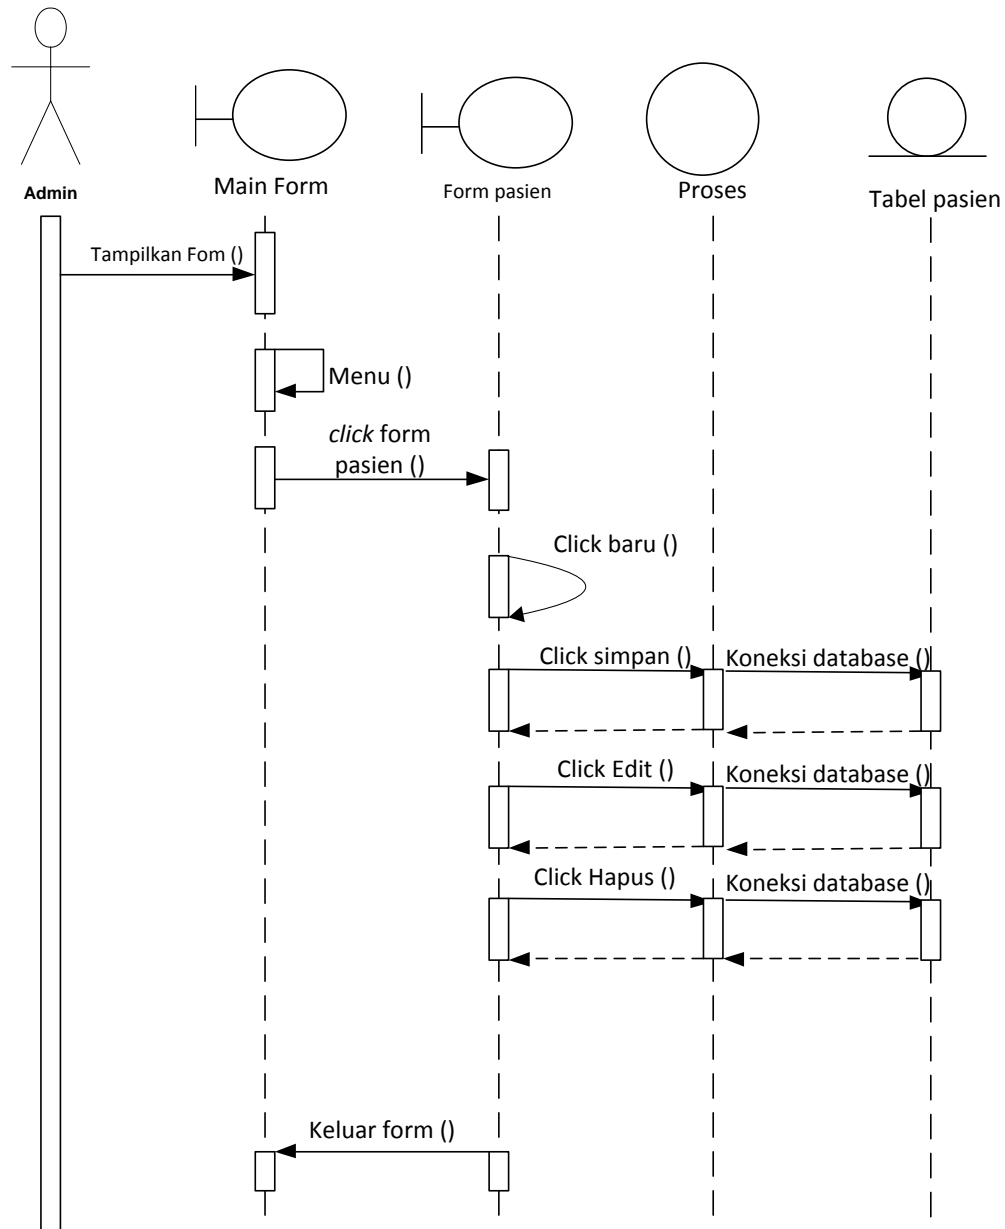 Admin
Main Form
Form pasien
Proses
Tabel pasien
Tampilkan Fom ()
Menu ()
click form
pasien ()
Click baru ()
Click simpan ()
Koneksi database ()
Click Edit ()
Koneksi database ()
Click Hapus ()
Koneksi database ()
Keluar form ()